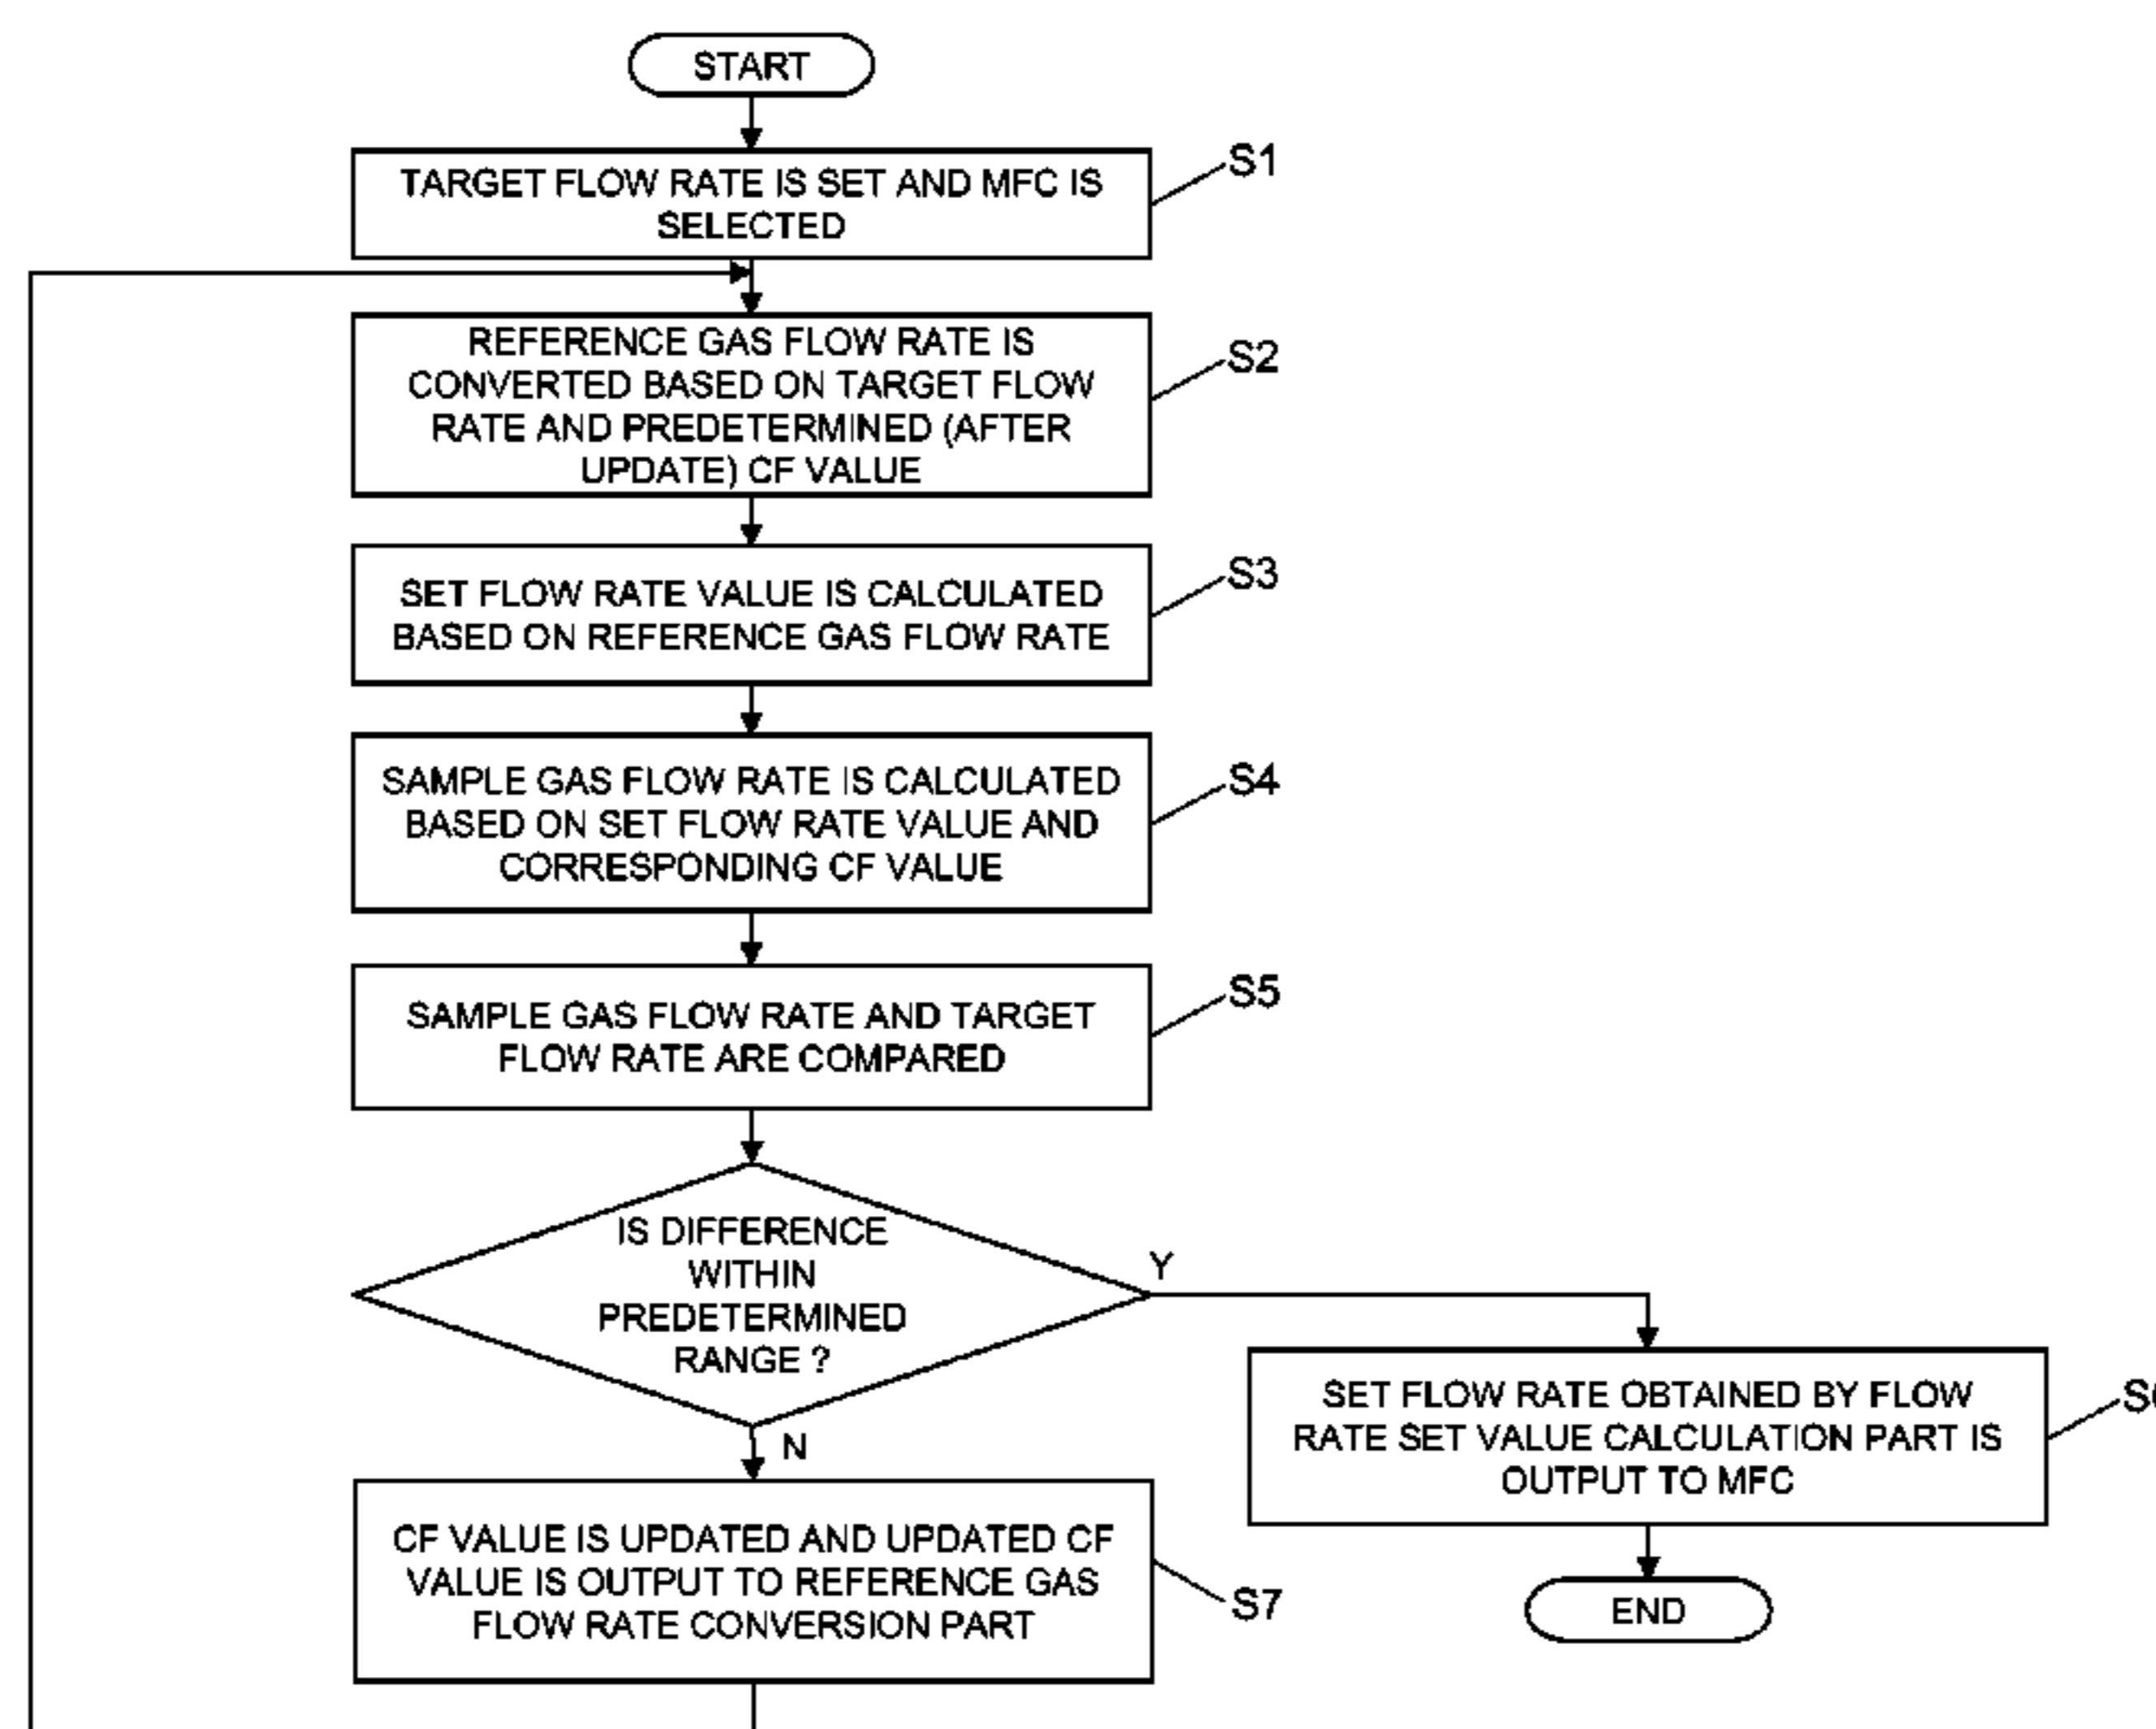 START
TARGET FLOW RATE IS SET AND MFC IS
SELECTED
S1
REFERENCE GAS FLOW RATE IS
CONVERTED BASED ON TARGET FLOW
RATE AND PREDETERMINED (AFTER
UPDATE) CF VALUE
S2
SET FLOW RATE VALUE IS CALCULATED
BASED ON REFERENCE GAS FLOW RATE
S3
SAMPLE GAS FLOW RATE IS CALCULATED
BASED ON SET FLOW RATE VALUE AND
CORRESPONDING CF VALUE
S4
SAMPLE GAS FLOW RATE AND TARGET
FLOW RATE ARE COMPARED
S5
IS DIFFERENCE
WITHIN
PREDETERMINED
RANGE ?
Y
N
SET FLOW RATE OBTAINED BY FLOW
RATE SET VALUE CALCULATION PART IS
OUTPUT TO MFC
CF VALUE IS UPDATED AND UPDATED CF
VALUE IS OUTPUT TO REFERENCE GAS
FLOW RATE CONVERSION PART
S7
END